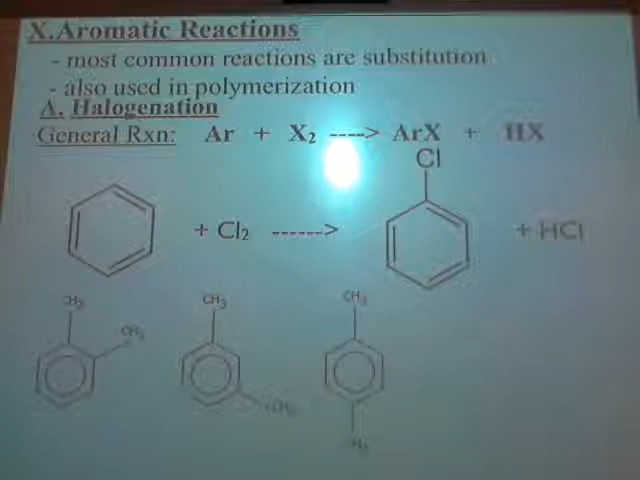 X. Aromatic Reactions
- most common reactions are substitution
- also used in polymerization
A. Halogenation
General Rxn: Ar + X₂ ----> ArX + HX
Cl
+ Cl₂ ------> + HCl
CH₃ CH₃ CH₃
CH₃
CH₃
CH₃